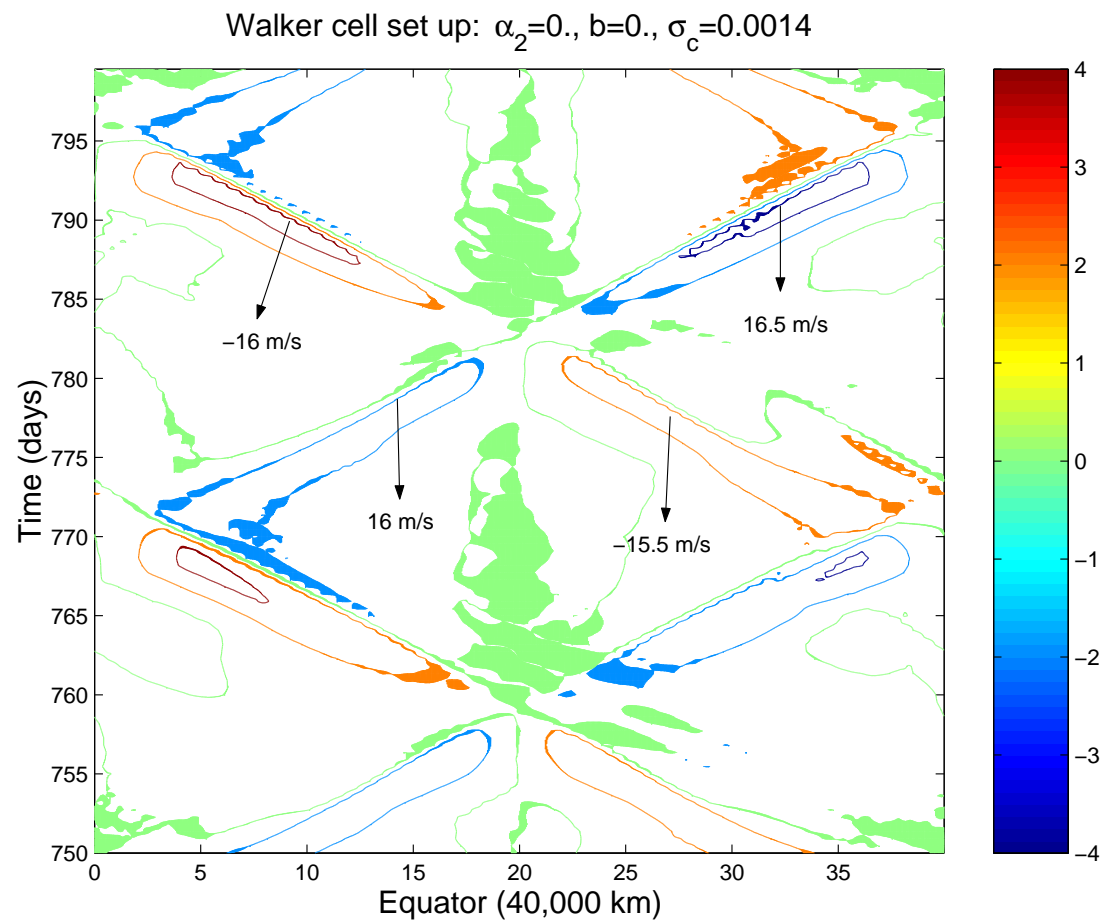 Walker cell set up: α₂=0., b=0., σ_c=0.0014
Time (days)
795
790
785
780
775
770
765
760
755
750
−16 m/s
16.5 m/s
16 m/s
−15.5 m/s
0 5 10 15 20 25 30 35
Equator (40,000 km)
4
3
2
1
0
−1
−2
−3
−4